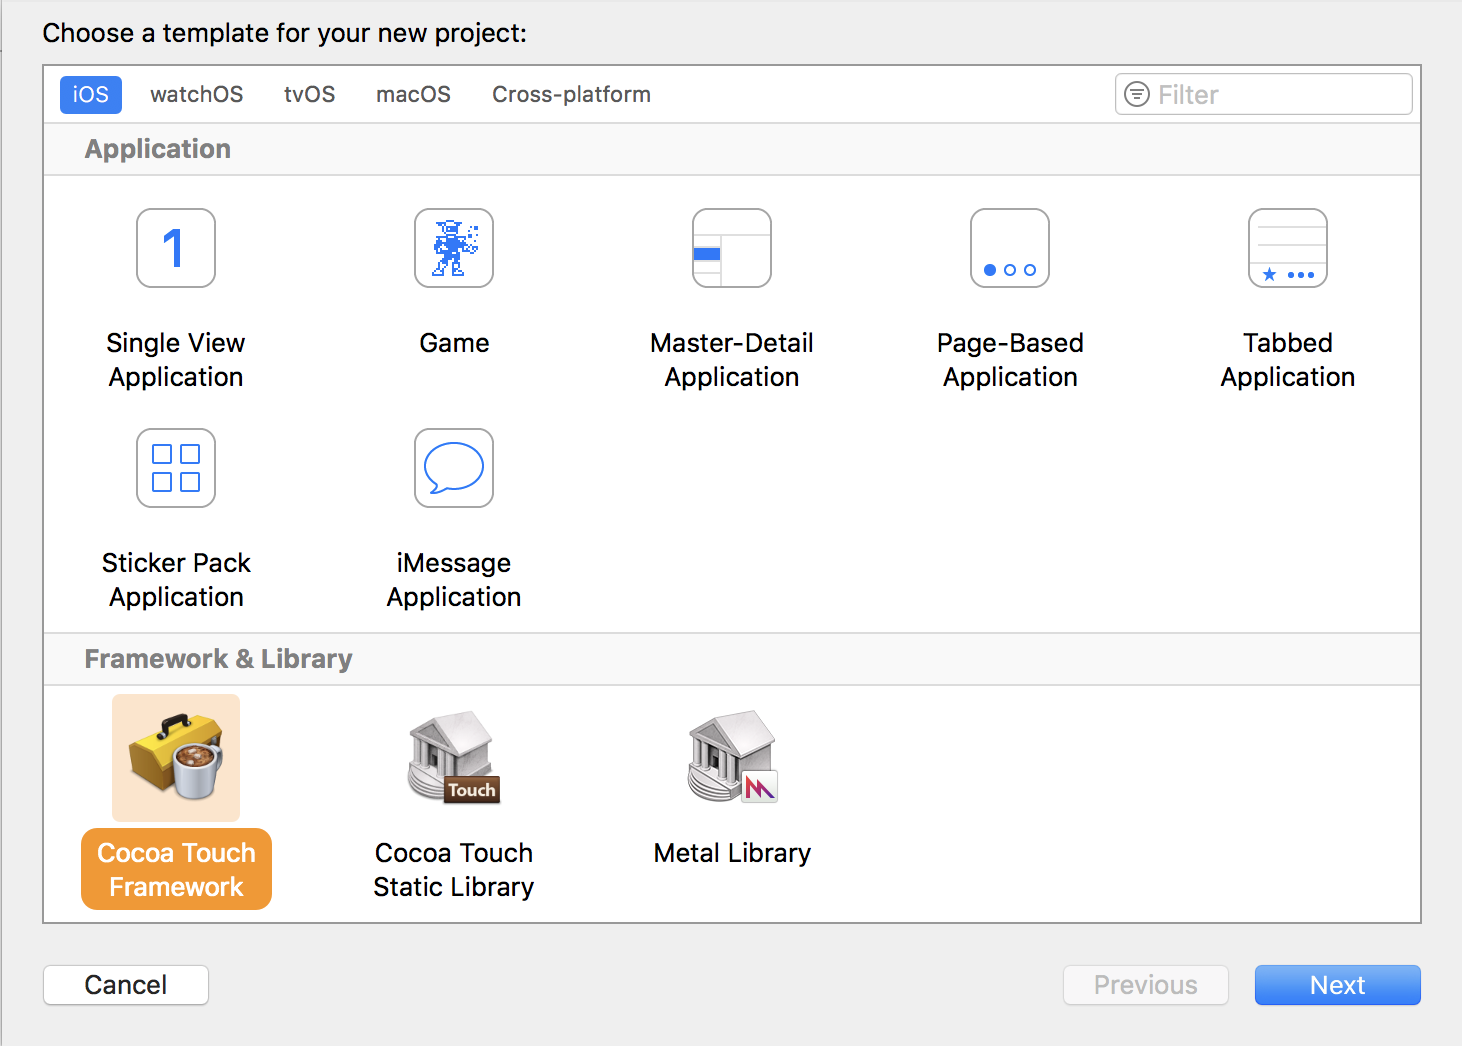 Choose a template for your new project:
iOS watchOS tvOS macOS Cross-platform Filter
Application
1
Single View
Application
Game
Master-Detail
Application
Page-Based
Application
Tabbed
Application
Sticker Pack
Application
iMessage
Application
Framework & Library
Cocoa Touch
Framework
Touch
Cocoa Touch
Static Library
Metal Library
Cancel Previous Next